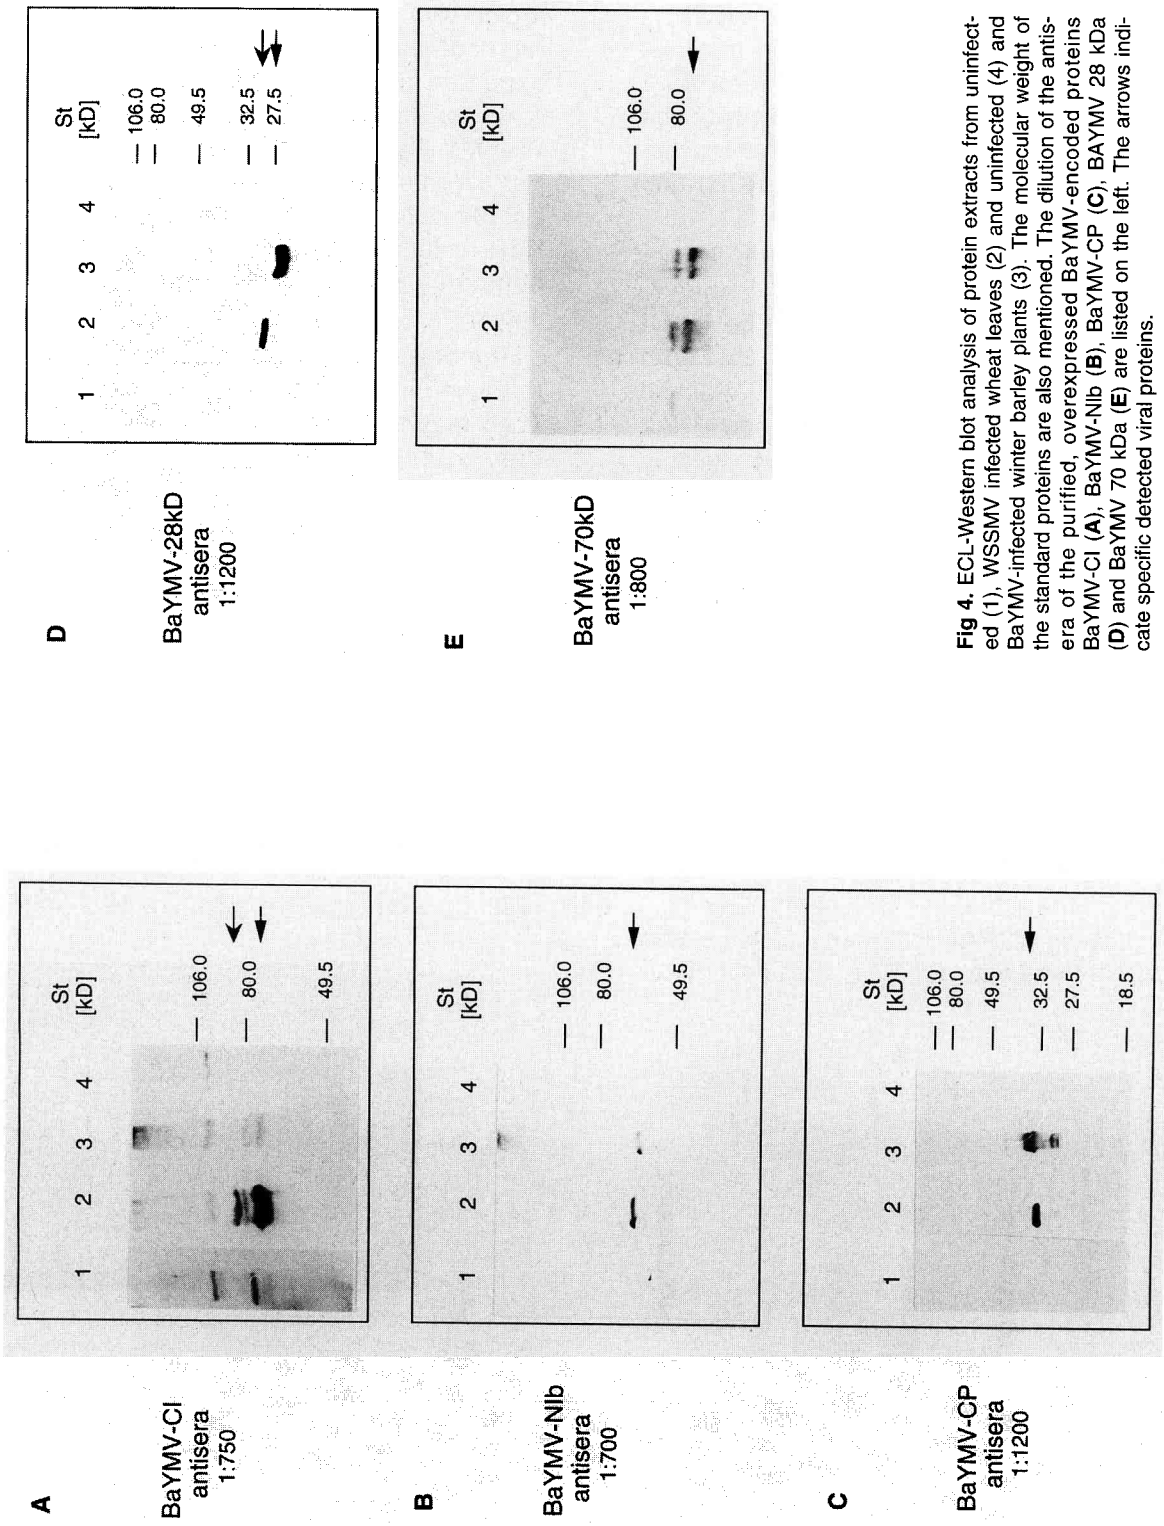 A
BaYMV-CI
antisera
1:750
St
[kD]
1 2 3 4
106.0
80.0
49.5
B
BaYMV-NIb
antisera
1:700
St
[kD]
1 2 3 4
106.0
80.0
49.5
C
BaYMV-CP
antisera
1:1200
St
[kD]
1 2 3 4
106.0
80.0
49.5
32.5
27.5
18.5
D
BaYMV-28kD
antisera
1:1200
St
[kD]
1 2 3 4
106.0
80.0
49.5
32.5
27.5
E
BaYMV-70kD
antisera
1:800
St
[kD]
1 2 3 4
106.0
80.0
Fig 4. ECL-Western blot analysis of protein extracts from uninfect-
ed (1), WSSMV infected wheat leaves (2) and uninfected (4) and
BaYMV-infected winter barley plants (3). The molecular weight of
the standard proteins are also mentioned. The dilution of the antis-
era of the purified, overexpressed BaYMV-encoded proteins
BaYMV-CI (A), BaYMV-NIb (B), BaYMV-CP (C), BAYMV 28 kDa
(D) and BaYMV 70 kDa (E) are listed on the left. The arrows indi-
cate specific detected viral proteins.